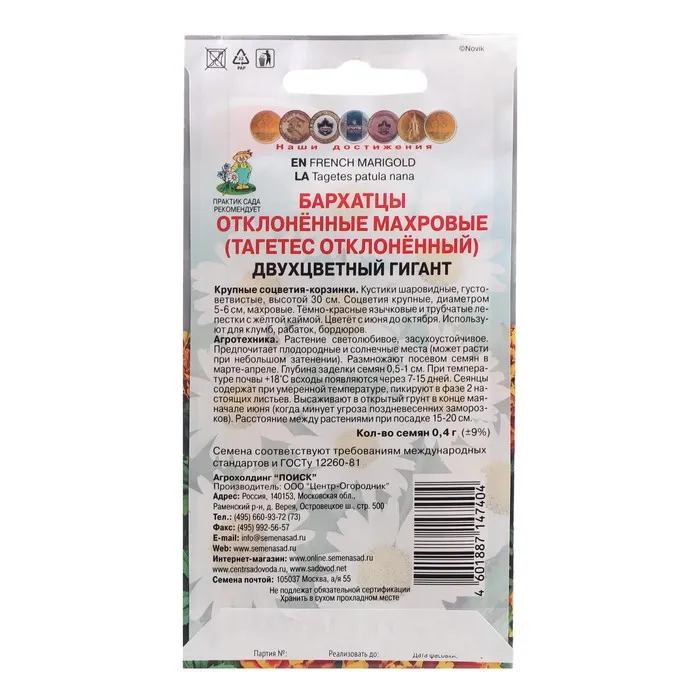 ©Novik
PAP
Наши достижения
EN FRENCH MARIGOLD
LA Tagetes patula nana
ПРАКТИК САДА
РЕКОМЕНДУЕТ
БАРХАТЦЫ
ОТКЛОНЁННЫЕ МАХРОВЫЕ
(ТАГЕТЕС ОТКЛОНЁННЫЙ)
ДВУХЦВЕТНЫЙ ГИГАНТ
Крупные соцветия-корзинки. Кустики шаровидные, густо-
ветвистые, высотой 30 см. Соцветия крупные, диаметром
5-6 см, махровые. Тёмно-красные язычковые и трубчатые ле-
пестки с жёлтой каймой. Цветёт с июня до октября. Использу-
ют для клумб, рабаток, бордюров.
Агротехника. Растение светолюбивое, засухоустойчивое.
Предпочитает плодородные и солнечные места (может расти
при небольшом затенении). Размножают посевом семян в
марте-апреле. Глубина заделки семян 0,5-1 см. При темпера-
туре почвы +18°С всходы появляются через 7-15 дней. Сеянцы
содержат при умеренной температуре, пикируют в фазе 2 на-
стоящих листьев. Высаживают в открытый грунт в конце мая-
начале июня (когда минует угроза поздневесенних замороз-
ков). Расстояние между растениями при посадке 15-20 см.
Кол-во семян 0,4 г (±9%)
Семена соответствуют требованиям международных
стандартов и ГОСТу 12260-81
Агрохолдинг "ПОИСК"
Производитель: ООО "Центр-Огородник"
Адрес: Россия, 140153, Московская обл.,
Раменский р-н, д. Верея, Островецкое ш., стр. 500
Тел.: (495) 660-93-72 (73)
Факс: (495) 992-56-57
E-mail: info@semenasad.ru
Web: www.semenasad.ru
Интернет-магазин: www.online.semenasad.ru
www.centrsadovoda.ru, www.sadovod.net
Семена почтой: 105037 Москва, а/я 55
Не подлежат обязательной сертификации
Хранить в сухом прохладном месте
4 601887 147404
Партия №:
Реализовать до:
Дата фасовки: